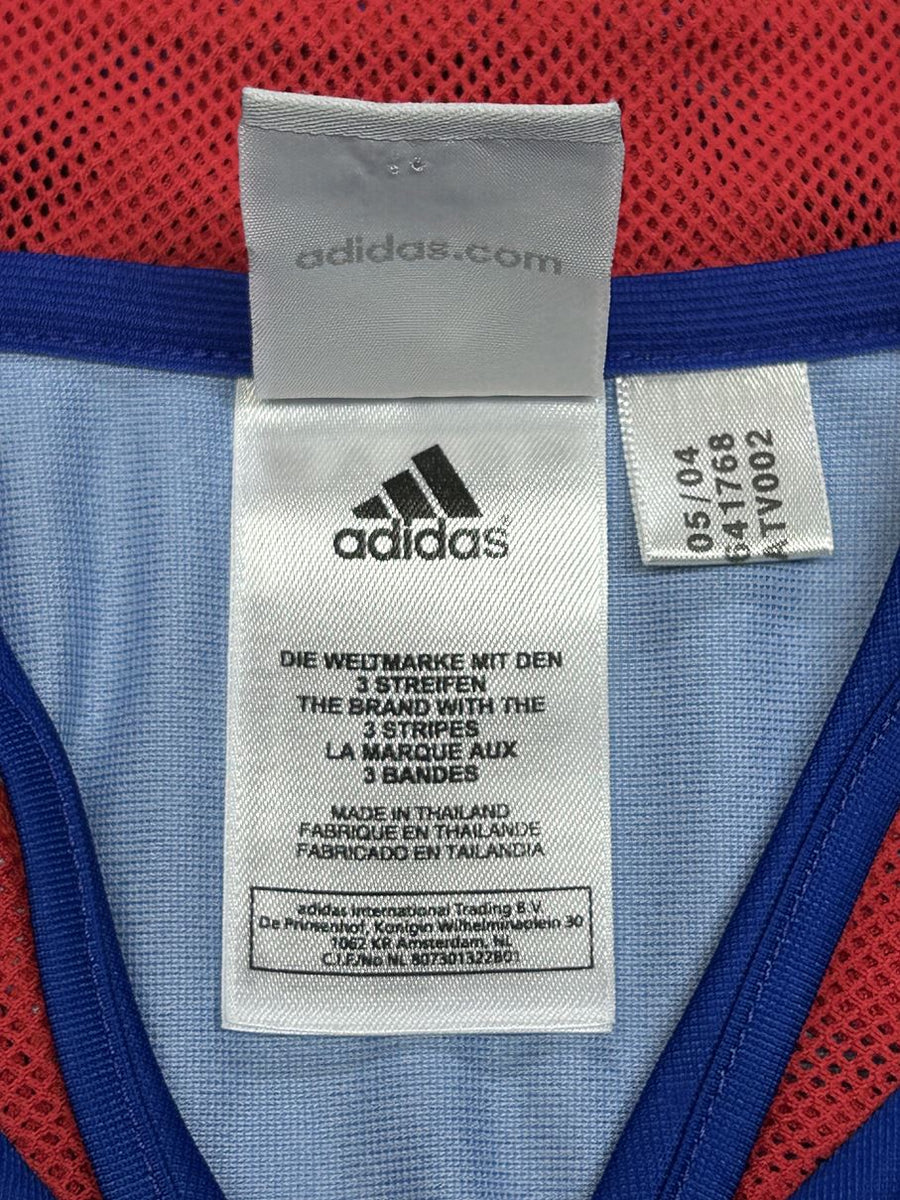 adidas.com
adidas
DIE WELTMARKE MIT DEN
3 STREIFEN
THE BRAND WITH THE
3 STRIPES
LA MARQUE AUX
3 BANDES
MADE IN THAILAND
FABRIQUE EN THAILANDE
FABRICADO EN TAILANDIA
adidas International Trading B.V.
De Prinsenhof, Konigin Wilhelminaplein 30
1062 KR Amsterdam, NL
C.I.F./No NL 807301322B01
05/04
641768
ATV002